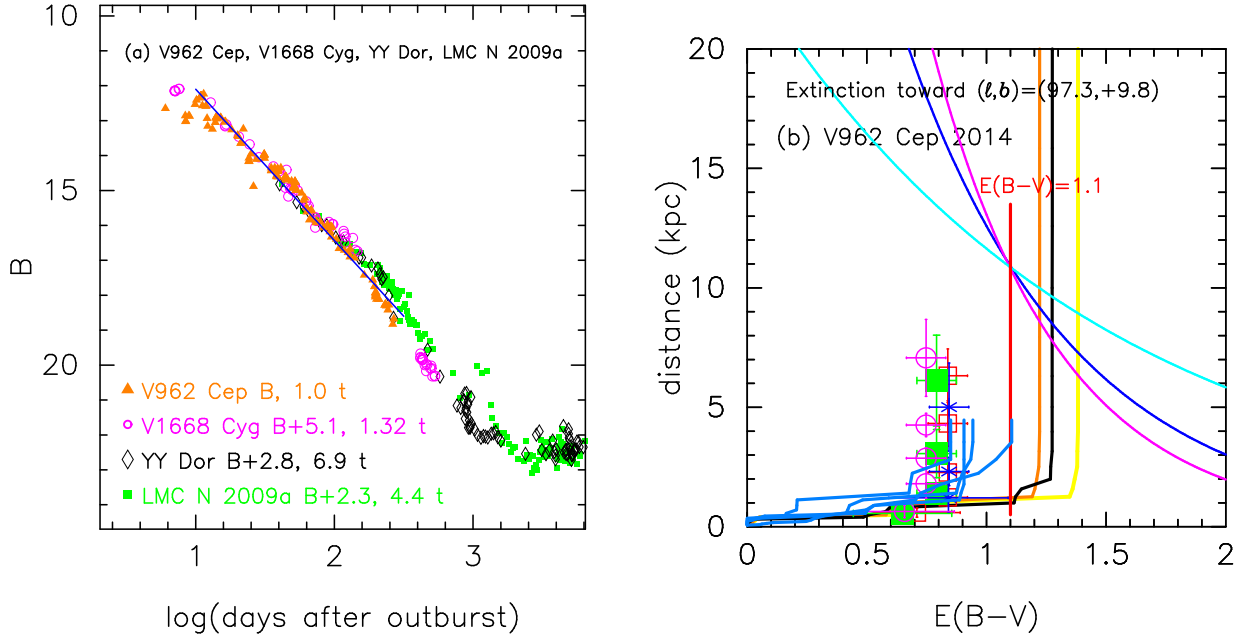 (a) V962 Cep, V1668 Cyg, YY Dor, LMC N 2009a
10
15
20
B
V962 Cep B, 1.0 t
V1668 Cyg B+5.1, 1.32 t
YY Dor B+2.8, 6.9 t
LMC N 2009a B+2.3, 4.4 t
1 2 3
log(days after outburst)
Extinction toward (ℓ,b)=(97.3,+9.8)
(b) V962 Cep 2014
E(B−V)=1.1
20
15
10
5
0
distance (kpc)
0 0.5 1 1.5 2
E(B−V)